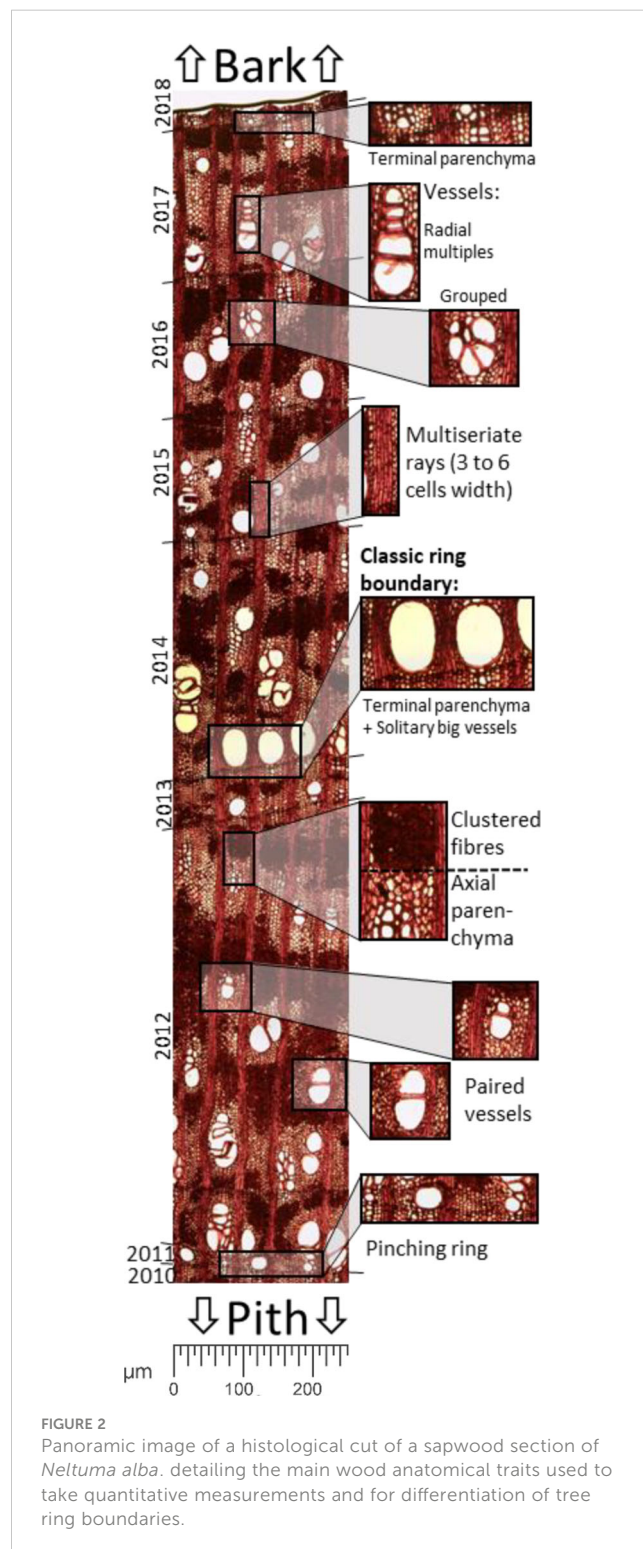 Bark
2018
Terminal parenchyma
2017
Vessels:
Radial
multiples
Grouped
2016
2015
Multiseriate
rays (3 to 6
cells width)
Classic ring
boundary:
2014
Terminal parenchyma
+ Solitary big vessels
2013
Clustered
fibres
Axial
paren-
chyma
2012
Paired
vessels
Pinching ring
2011
2010
Pith
µm
0 100 200
FIGURE 2
Panoramic image of a histological cut of a sapwood section of
Neltuma alba. detailing the main wood anatomical traits used to
take quantitative measurements and for differentiation of tree
ring boundaries.